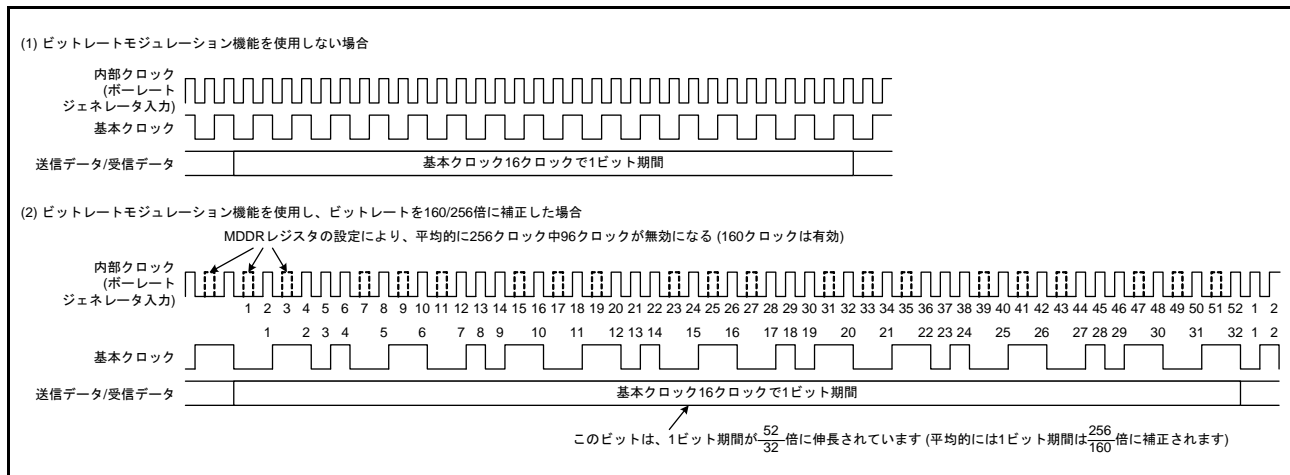 (1) ビットレートモジュレーション機能を使用しない場合
内部クロック
(ボーレート
ジェネレータ入力)
基本クロック
送信データ/受信データ
基本クロック16クロックで1ビット期間
(2) ビットレートモジュレーション機能を使用し、ビットレートを160/256倍に補正した場合
MDDRレジスタの設定により、平均的に256クロック中96クロックが無効になる (160クロックは有効)
内部クロック
(ボーレート
ジェネレータ入力)
1 2 3 4 5 6 7 8 9 10 11 12 13 14 15 16 17 18 19 20 21 22 23 24 25 26 27 28 29 30 31 32 33 34 35 36 37 38 39 40 41 42 43 44 45 46 47 48 49 50 51 52 1 2
1 2 3 4 5 6 7 8 9 10 11 12 13 14 15 16 17 18 19 20 21 22 23 24 25 26 27 28 29 30 31 32 1 2
基本クロック
送信データ/受信データ
基本クロック16クロックで1ビット期間
このビットは、1ビット期間が52/32倍に伸長されています (平均的には1ビット期間は256/160倍に補正されます)